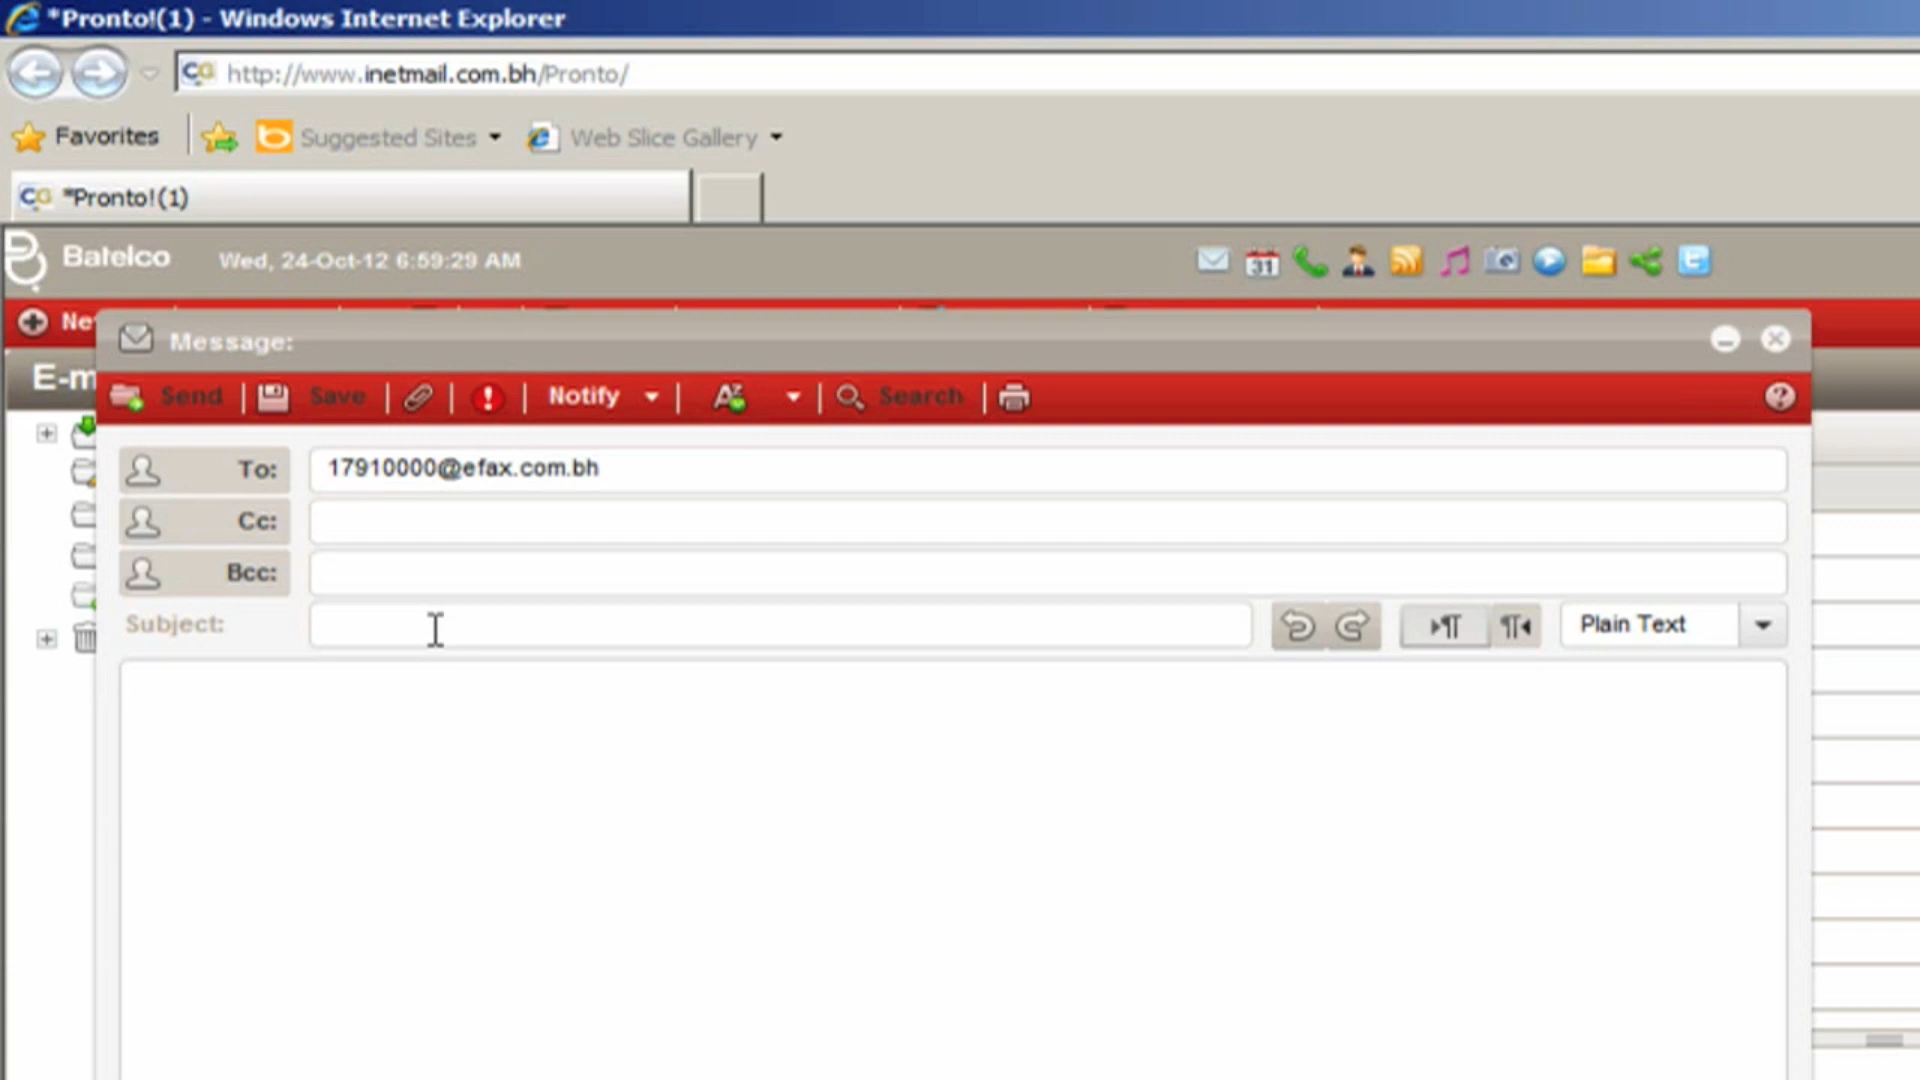 *Pronto!(1) - Windows Internet Explorer
http://www.inetmail.com.bh/Pronto/
Favorites Suggested Sites Web Slice Gallery
*Pronto!(1)
Batelco Wed, 24-Oct-12 6:59:29 AM 31
Message:
Send Save Notify Search
To: 17910000@efax.com.bh
Cc:
Bcc:
Subject: Plain Text